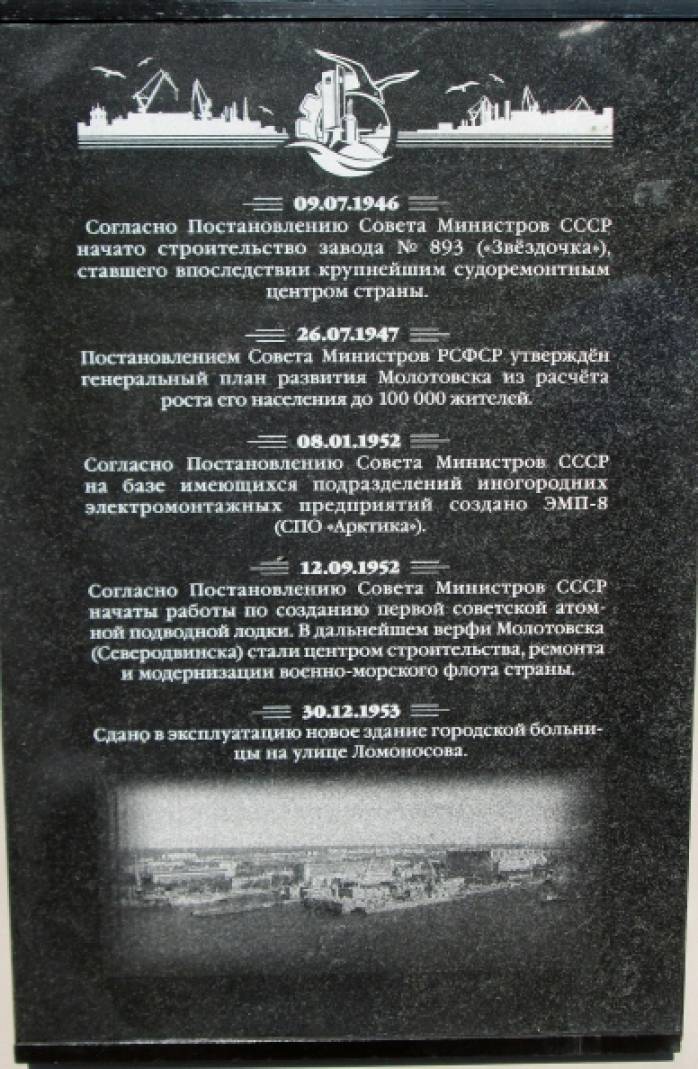 09.07.1946
Согласно Постановлению Совета Министров СССР
начато строительство завода № 893 («Звёздочка»),
ставшего впоследствии крупнейшим судоремонтным
центром страны.
26.07.1947
Постановлением Совета Министров РСФСР утверждён
генеральный план развития Молотовска из расчёта
роста его населения до 100 000 жителей.
08.01.1952
Согласно Постановлению Совета Министров СССР
на базе имеющихся подразделений иногородних
электромонтажных предприятий создано ЭМП-8
(СПО «Арктика»).
12.09.1952
Согласно Постановлению Совета Министров СССР
начаты работы по созданию первой советской атом-
ной подводной лодки. В дальнейшем верфи Молотовска
(Северодвинска) стали центром строительства, ремонта
и модернизации военно-морского флота страны.
30.12.1953
Сдано в эксплуатацию новое здание городской больни-
цы на улице Ломоносова.